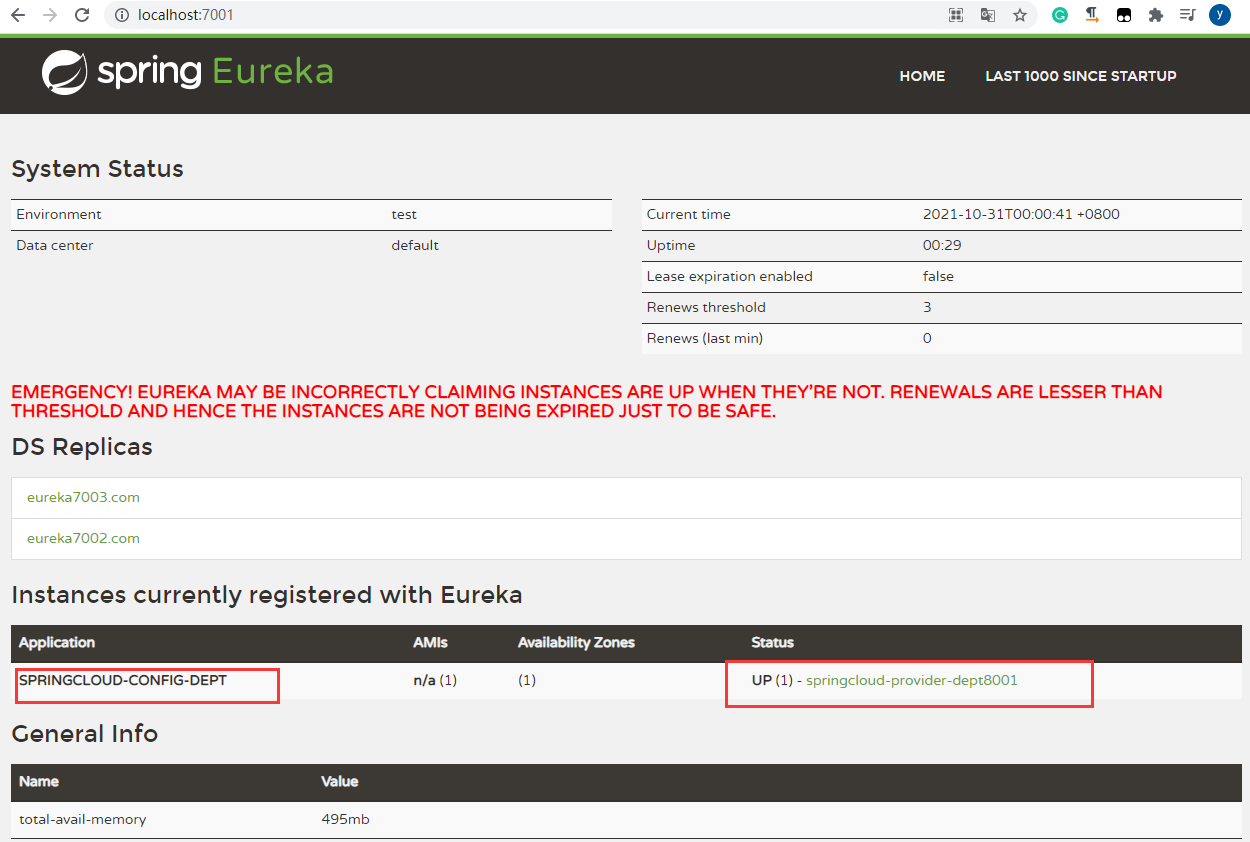 localhost:7001
y
spring Eureka
HOME LAST 1000 SINCE STARTUP
System Status
Environment test
Data center default
Current time 2021-10-31T00:00:41 +0800
Uptime 00:29
Lease expiration enabled false
Renews threshold 3
Renews (last min) 0
EMERGENCY! EUREKA MAY BE INCORRECTLY CLAIMING INSTANCES ARE UP WHEN THEY'RE NOT. RENEWALS ARE LESSER THAN
THRESHOLD AND HENCE THE INSTANCES ARE NOT BEING EXPIRED JUST TO BE SAFE.
DS Replicas
eureka7003.com
eureka7002.com
Instances currently registered with Eureka
Application AMIs Availability Zones Status
SPRINGCLOUD-CONFIG-DEPT n/a (1) (1) UP (1) - springcloud-provider-dept8001
General Info
Name Value
total-avail-memory 495mb